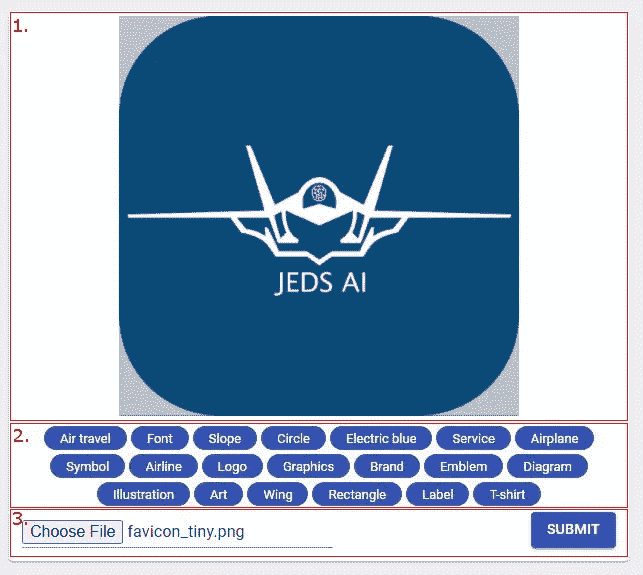 1.
JEDS AI
2.
Air travel Font Slope Circle Electric blue Service Airplane
Symbol Airline Logo Graphics Brand Emblem Diagram
Illustration Art Wing Rectangle Label T-shirt
3.
Choose File favicon_tiny.png SUBMIT